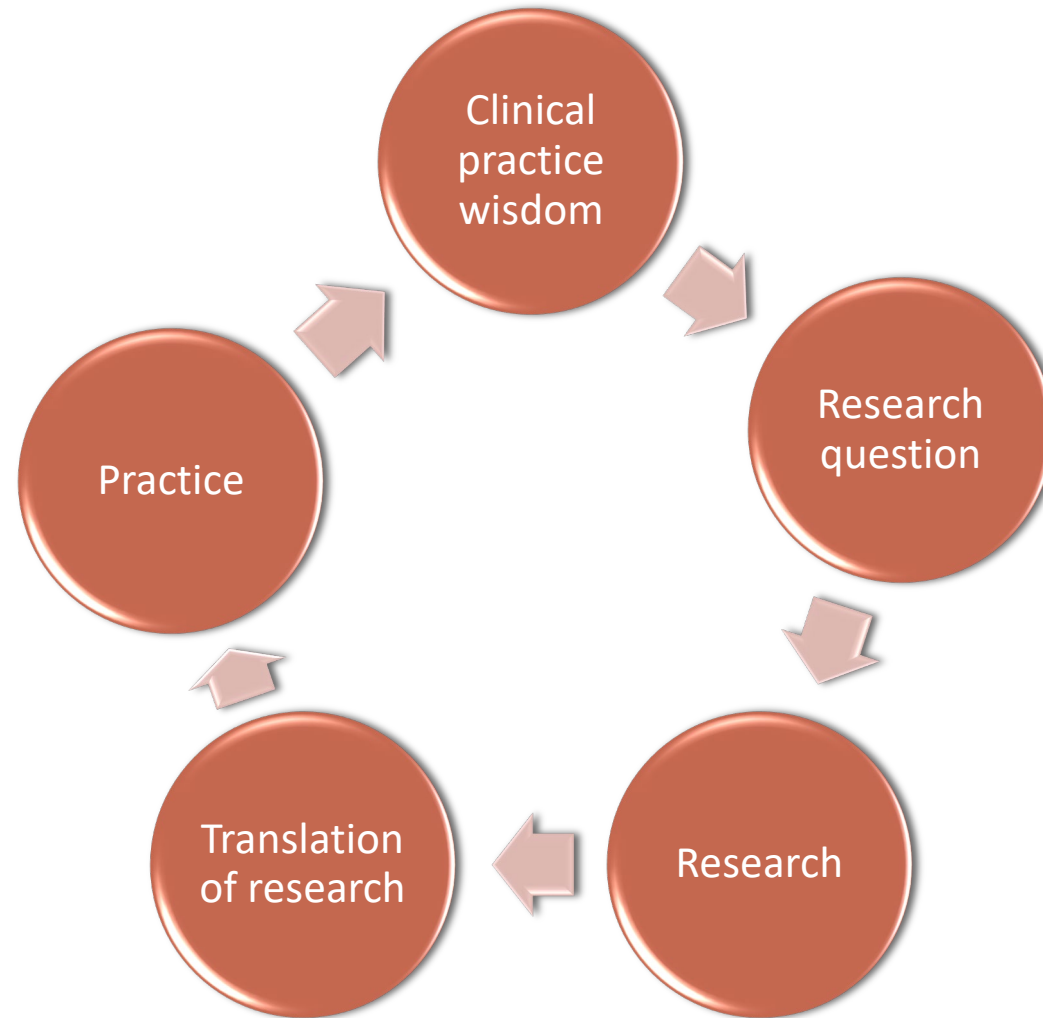 Clinical
practice
wisdom
Research
question
Research
Translation
of research
Practice